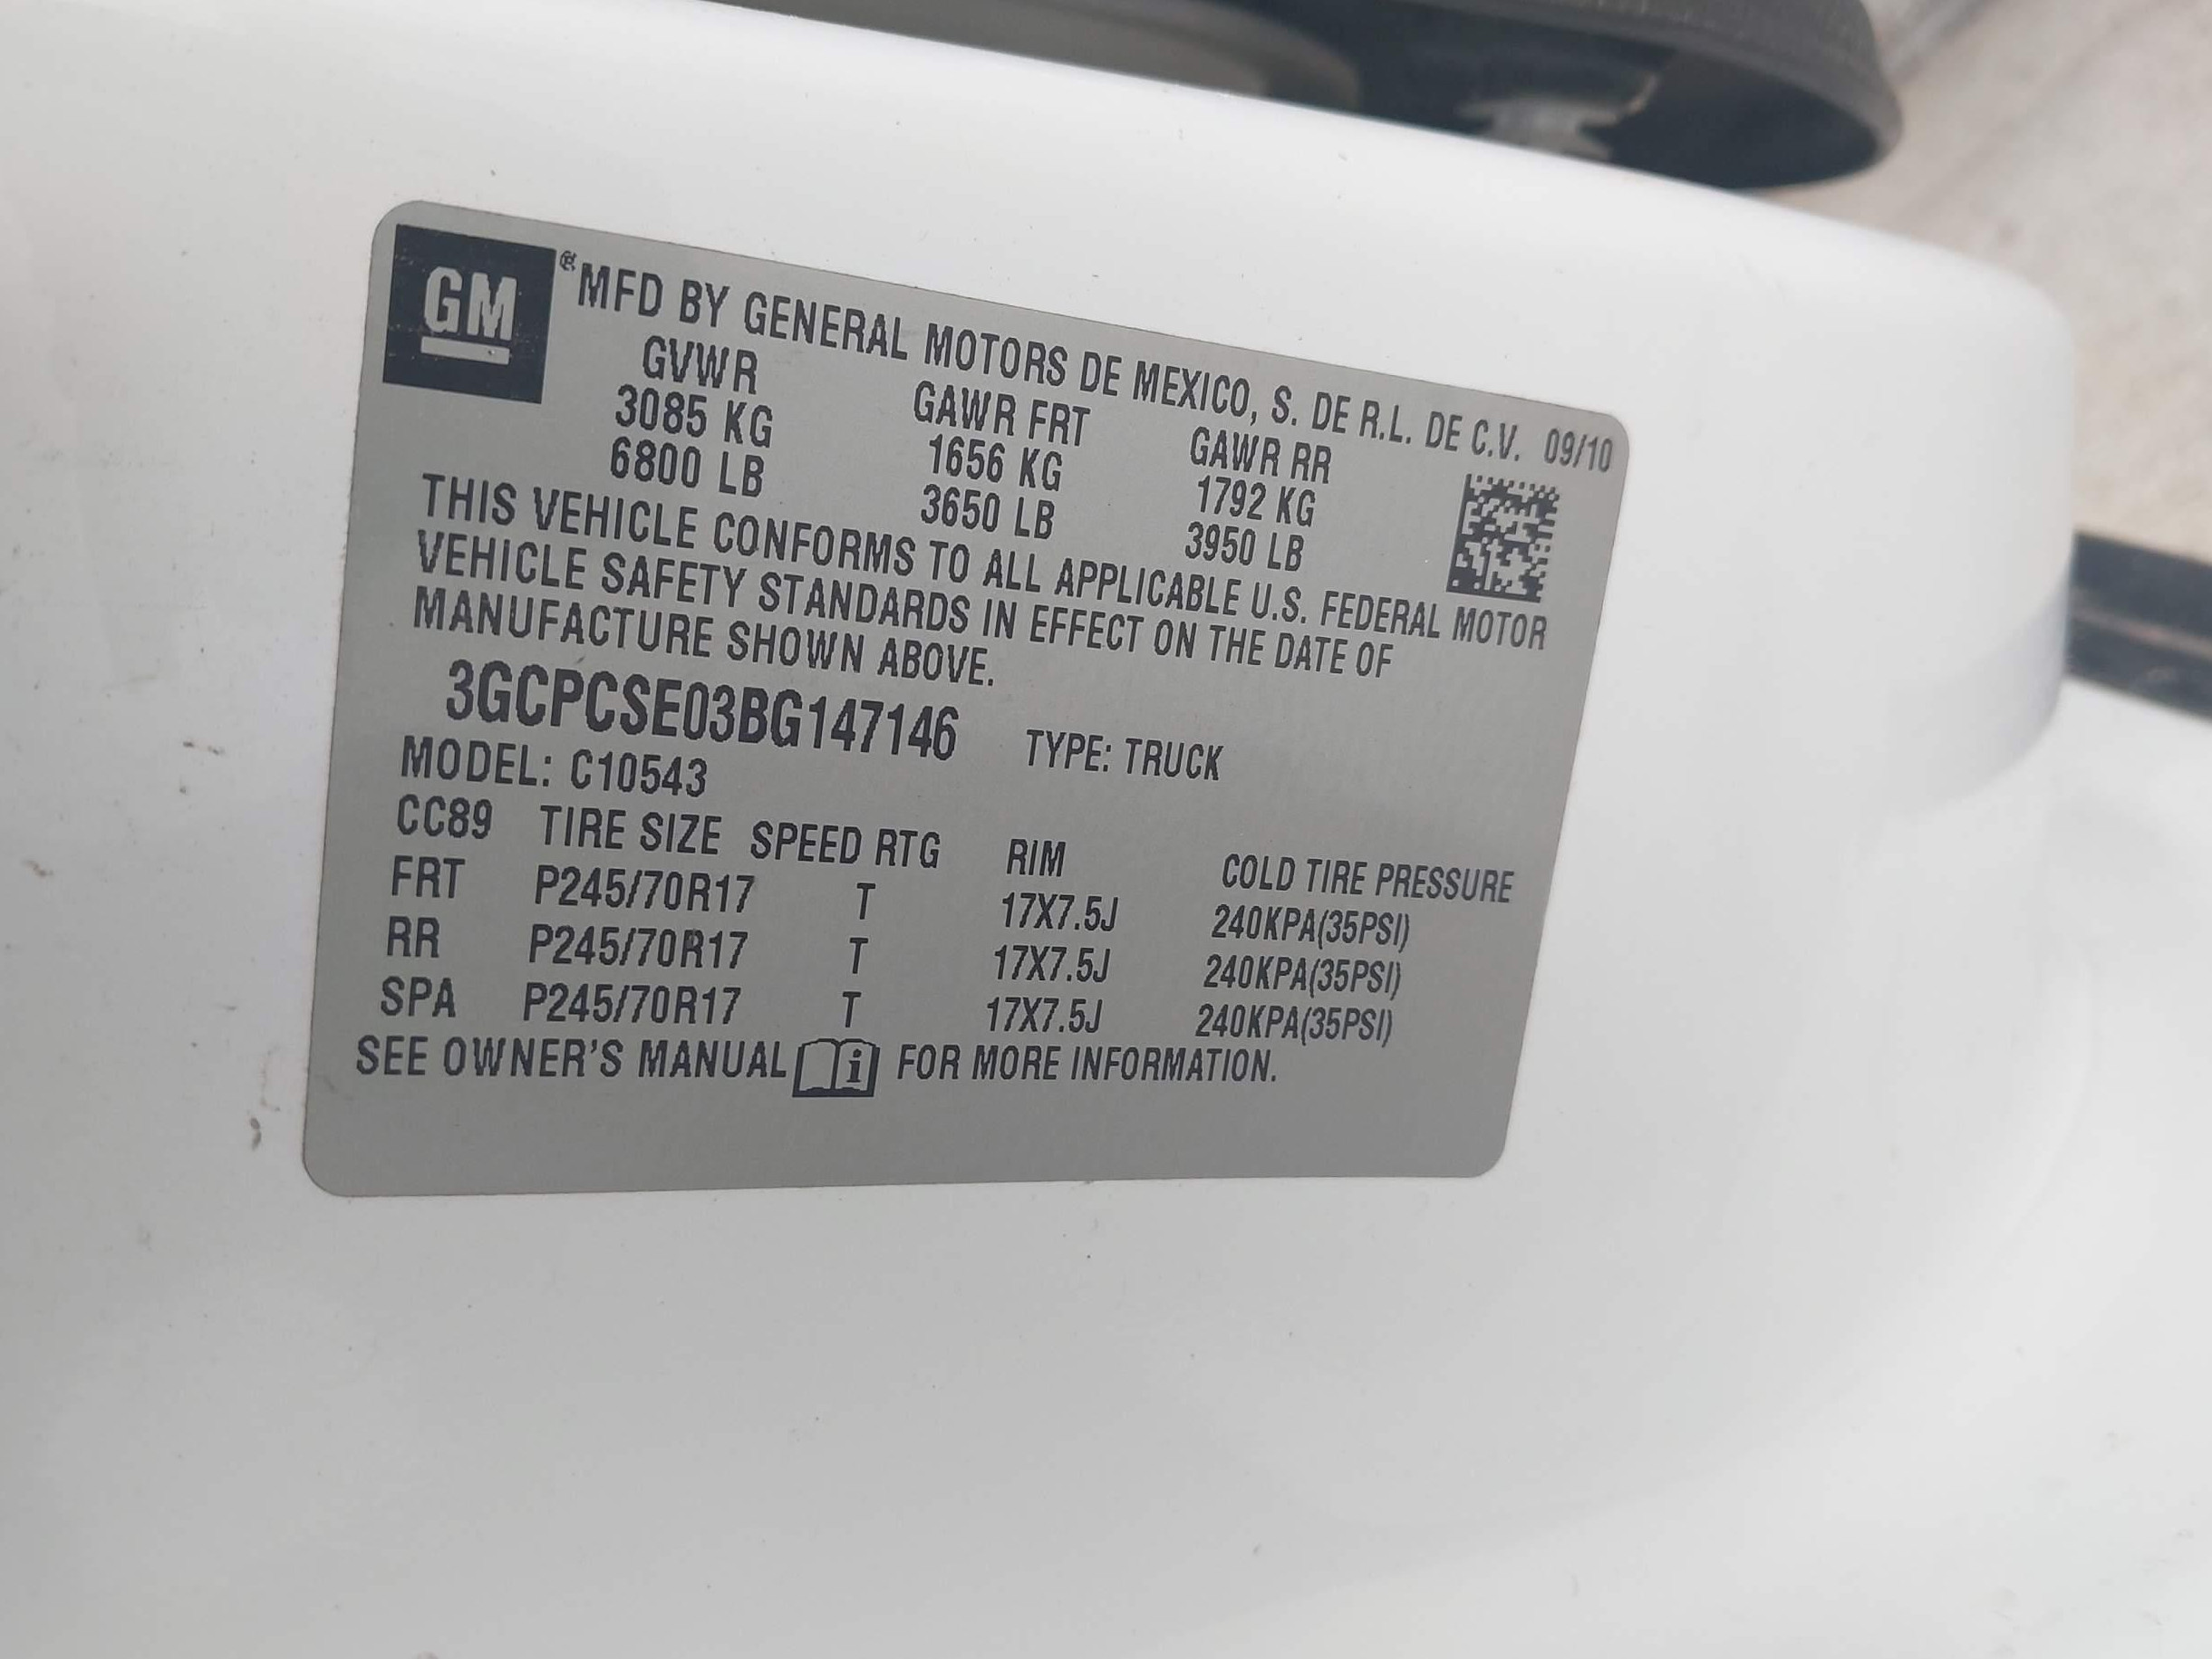 GM ® MFD BY GENERAL MOTORS DE MEXICO, S. DE R.L. DE C.V. 09/10
GVWR GAWR FRT GAWR RR
3085 KG 1656 KG 1792 KG
6800 LB 3650 LB 3950 LB
THIS VEHICLE CONFORMS TO ALL APPLICABLE U.S. FEDERAL MOTOR
VEHICLE SAFETY STANDARDS IN EFFECT ON THE DATE OF
MANUFACTURE SHOWN ABOVE.
3GCPCSE03BG147146 TYPE: TRUCK
MODEL: C10543
CC89 TIRE SIZE SPEED RTG RIM COLD TIRE PRESSURE
FRT P245/70R17 T 17X7.5J 240KPA(35PSI)
RR P245/70R17 T 17X7.5J 240KPA(35PSI)
SPA P245/70R17 T 17X7.5J 240KPA(35PSI)
SEE OWNER'S MANUAL i FOR MORE INFORMATION.